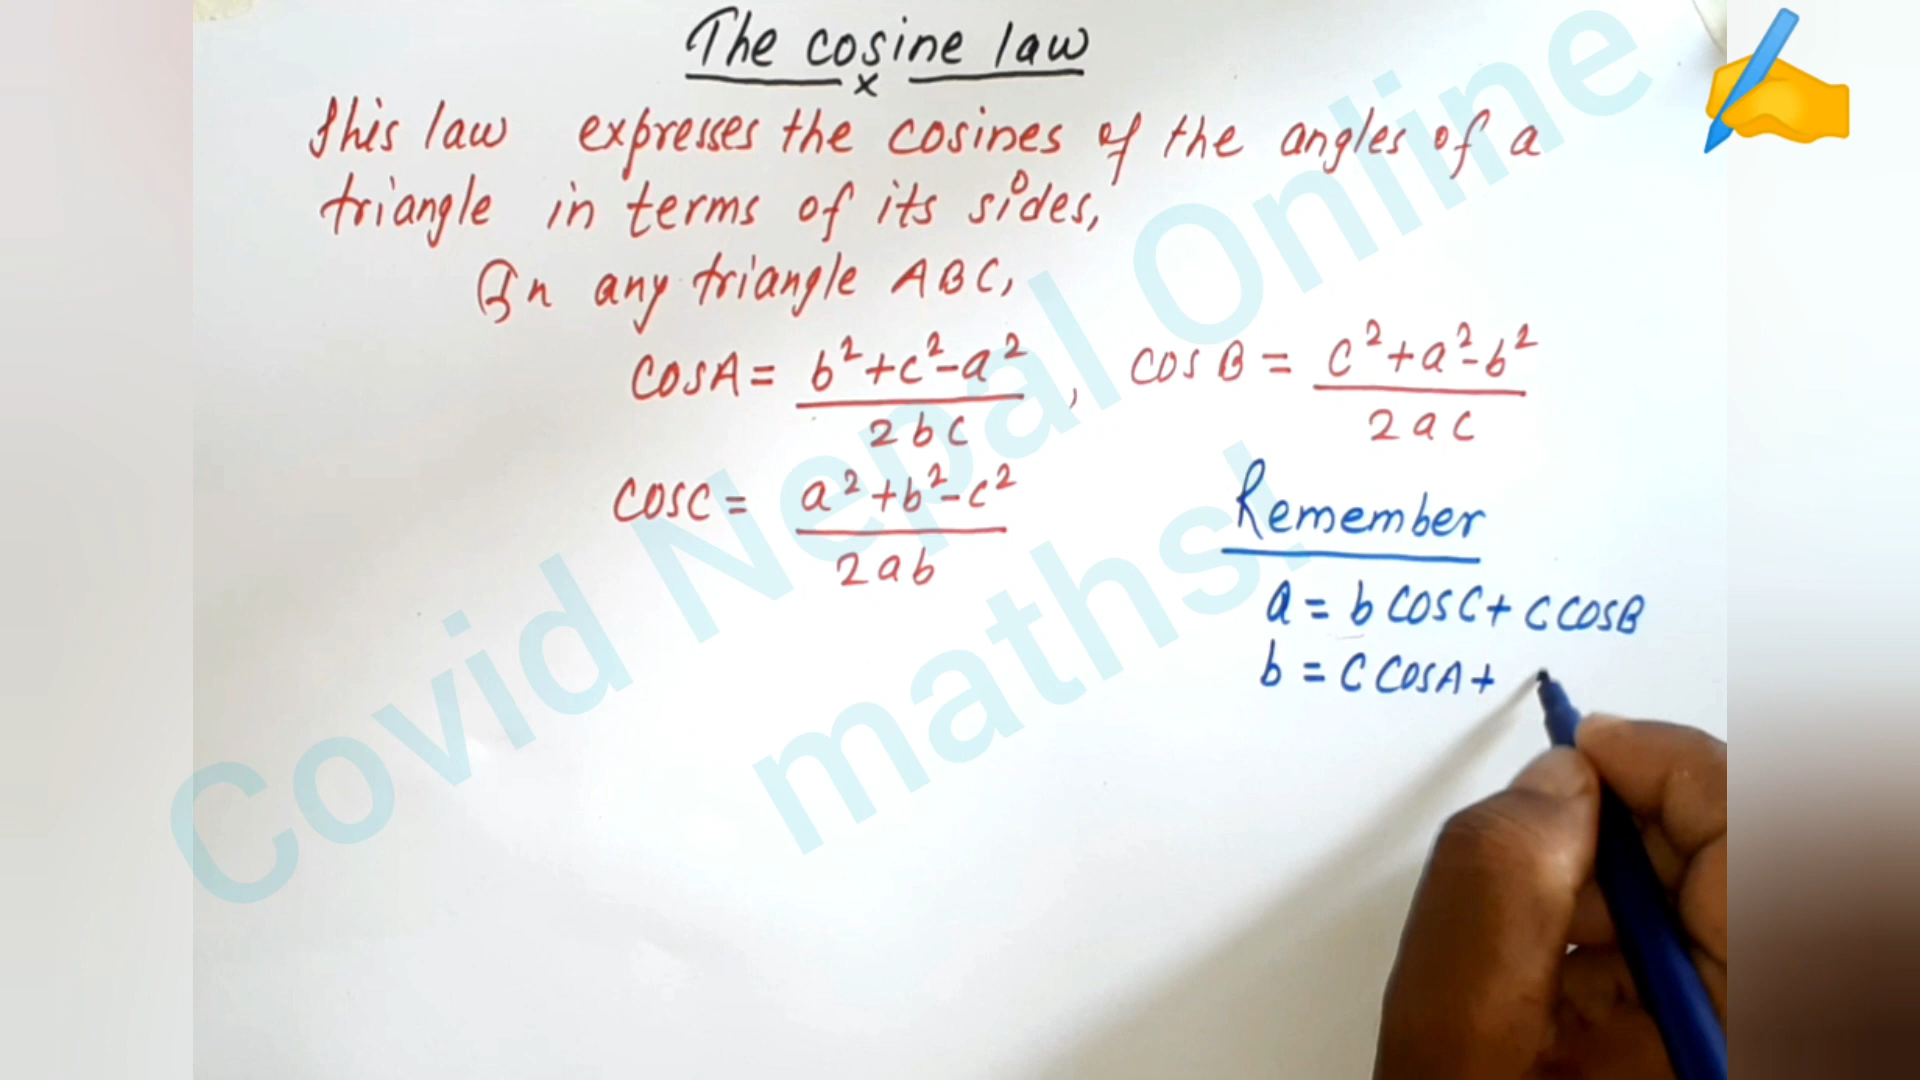 The cosine law
x
This law expresses the cosines of the angles of a
triangle in terms of its sides,
In any triangle ABC,
cosA = b²+c²-a² / 2bc , cos B = c²+a²-b² / 2ac
cosC = a²+b²-c² / 2ab
Remember
a = b cosC + c cosB
b = c cosA +
Covid Nepal Online
maths.